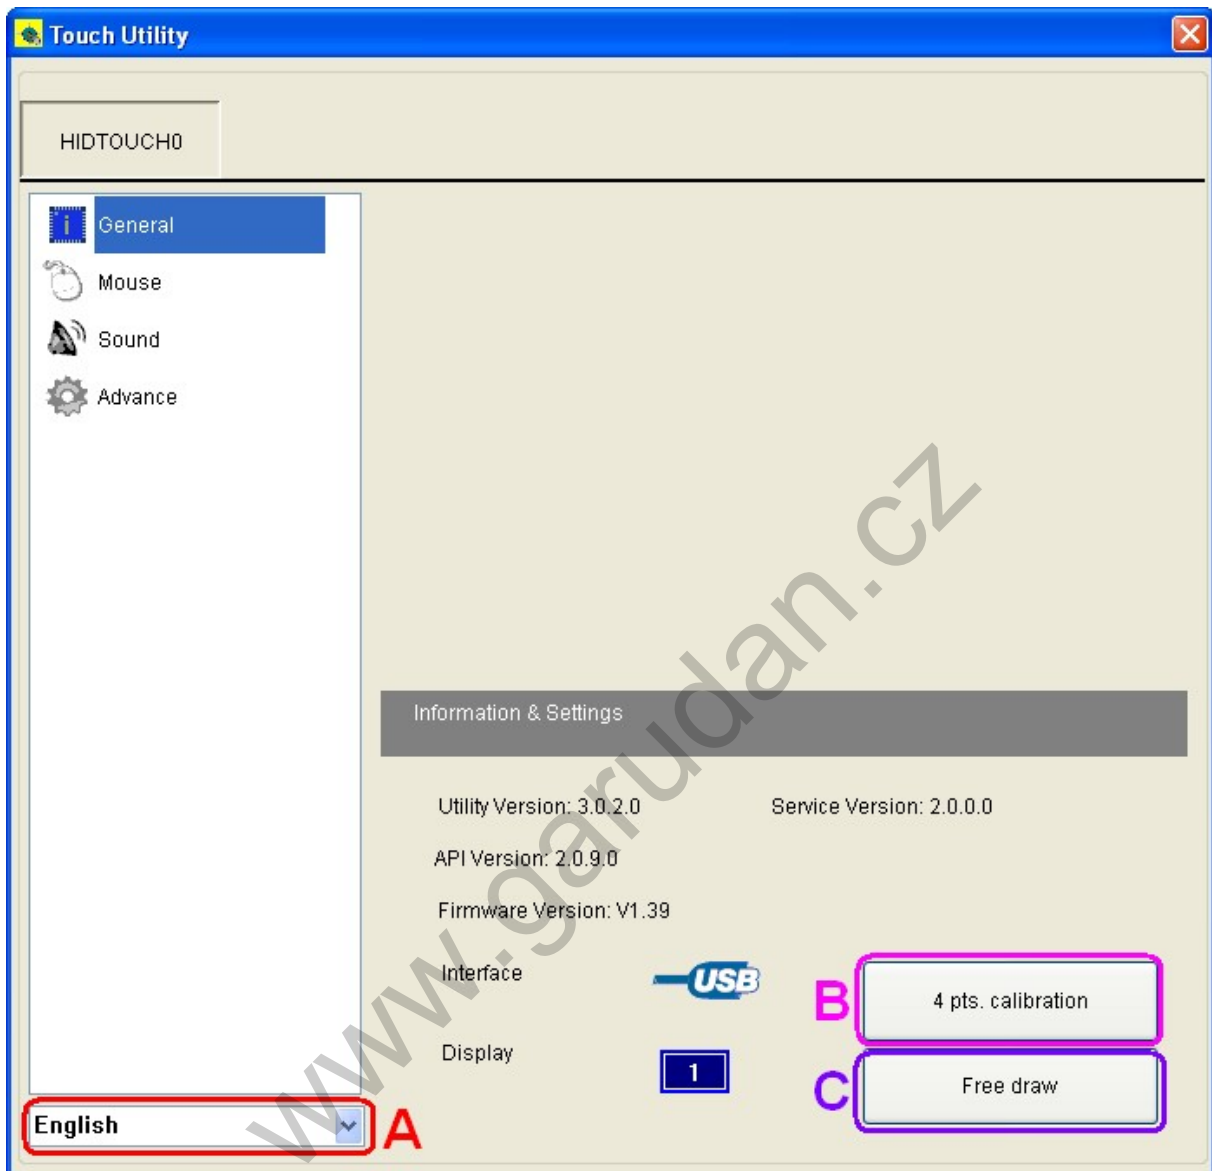 Touch Utility
HIDTOUCH0
General
Mouse
Sound
Advance
Information & Settings
Utility Version: 3.0.2.0 Service Version: 2.0.0.0
API Version: 2.0.9.0
Firmware Version: V1.39
Interface USB
B 4 pts. calibration
Display 1
C Free draw
English A
www.garudan.cz